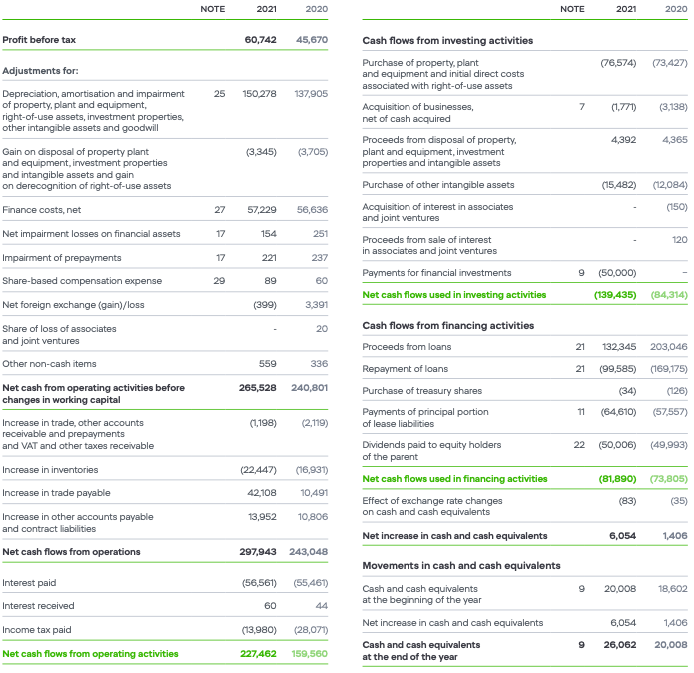 NOTE 2021 2020
Profit before tax 60,742 45,670
Adjustments for:
Depreciation, amortisation and impairment 25 150,278 137,905
of property, plant and equipment,
right-of-use assets, investment properties,
other intangible assets and goodwill
Gain on disposal of property plant (3,345) (3,705)
and equipment, investment properties
and intangible assets and gain
on derecognition of right-of-use assets
Finance costs, net 27 57,229 56,636
Net impairment losses on financial assets 17 154 251
Impairment of prepayments 17 221 237
Share-based compensation expense 29 89 60
Net foreign exchange (gain)/loss (399) 3,391
Share of loss of associates - 20
and joint ventures
Other non-cash items 559 336
Net cash from operating activities before 265,528 240,801
changes in working capital
Increase in trade, other accounts (1,198) (2,119)
receivable and prepayments
and VAT and other taxes receivable
Increase in inventories (22,447) (16,931)
Increase in trade payable 42,108 10,491
Increase in other accounts payable 13,952 10,806
and contract liabilities
Net cash flows from operations 297,943 243,048
Interest paid (56,561) (55,461)
Interest received 60 44
Income tax paid (13,980) (28,071)
Net cash flows from operating activities 227,462 159,560
NOTE 2021 2020
Cash flows from investing activities
Purchase of property, plant (76,574) (73,427)
and equipment and initial direct costs
associated with right-of-use assets
Acquisition of businesses, 7 (1,771) (3,138)
net of cash acquired
Proceeds from disposal of property, 4,392 4,365
plant and equipment, investment
properties and intangible assets
Purchase of other intangible assets (15,482) (12,084)
Acquisition of interest in associates - (150)
and joint ventures
Proceeds from sale of interest - 120
in associates and joint ventures
Payments for financial investments 9 (50,000) –
Net cash flows used in investing activities (139,435) (84,314)
Cash flows from financing activities
Proceeds from loans 21 132,345 203,046
Repayment of loans 21 (99,585) (169,175)
Purchase of treasury shares (34) (126)
Payments of principal portion 11 (64,610) (57,557)
of lease liabilities
Dividends paid to equity holders 22 (50,006) (49,993)
of the parent
Net cash flows used in financing activities (81,890) (73,805)
Effect of exchange rate changes (83) (35)
on cash and cash equivalents
Net increase in cash and cash equivalents 6,054 1,406
Movements in cash and cash equivalents
Cash and cash equivalents 9 20,008 18,602
at the beginning of the year
Net increase in cash and cash equivalents 6,054 1,406
Cash and cash equivalents 9 26,062 20,008
at the end of the year